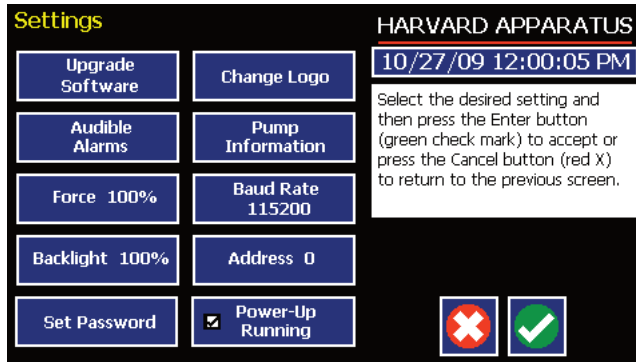 Settings
HARVARD APPARATUS
10/27/09 12:00:05 PM
Upgrade
Software
Change Logo
Audible
Alarms
Pump
Information
Force 100%
Baud Rate
115200
Backlight 100%
Address 0
Set Password
Power-Up
Running
Select the desired setting and
then press the Enter button
(green check mark) to accept or
press the Cancel button (red X)
to return to the previous screen.